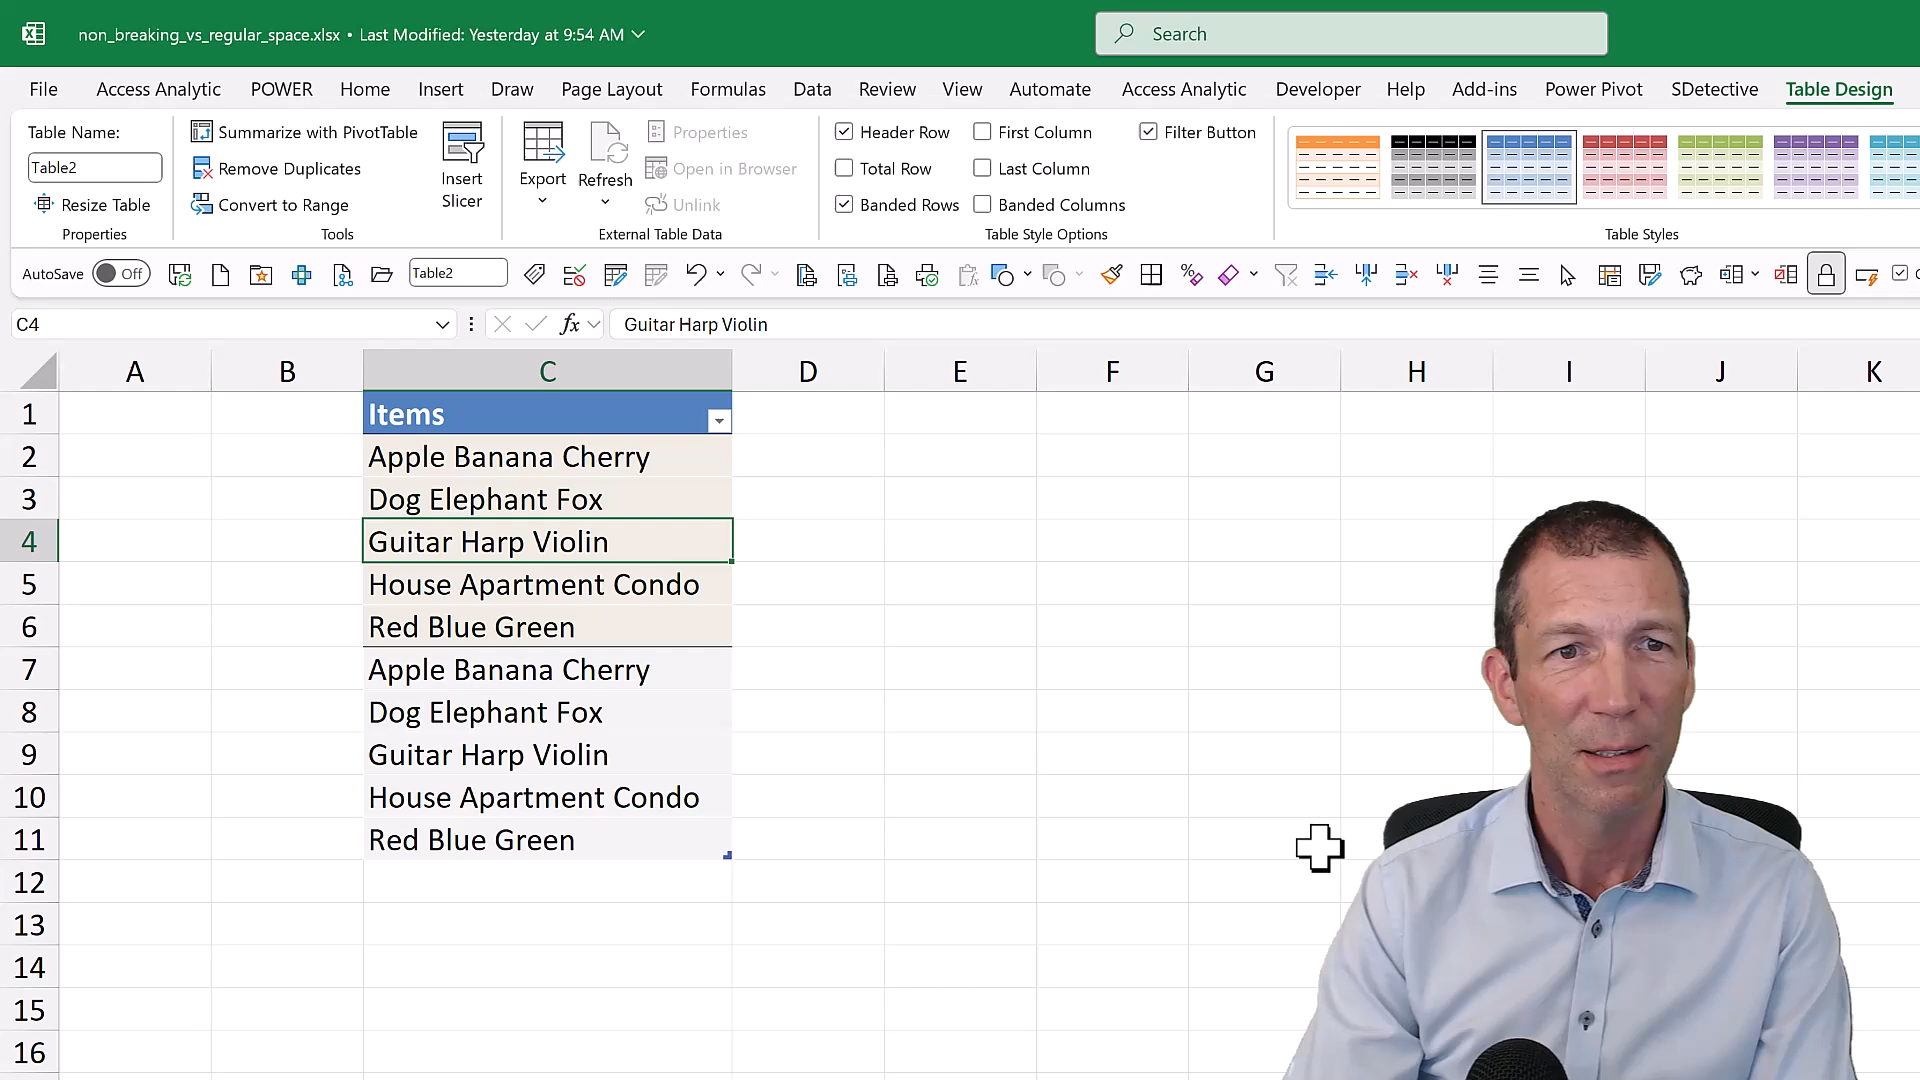 non_breaking_vs_regular_space.xlsx • Last Modified: Yesterday at 9:54 AM
Search
File Access Analytic POWER Home Insert Draw Page Layout Formulas Data Review View Automate Access Analytic Developer Help Add-ins Power Pivot SDetective Table Design
Table Name:
Table2
Resize Table
Properties
Summarize with PivotTable
Remove Duplicates
Convert to Range
Tools
Insert
Slicer
Export
Refresh
Properties
Open in Browser
Unlink
External Table Data
Header Row
First Column
Filter Button
Total Row
Last Column
Banded Rows
Banded Columns
Table Style Options
Table Styles
AutoSave Off
Table2
C4
fx
Guitar Harp Violin
A B C D E F G H I J K
1 Items
2 Apple Banana Cherry
3 Dog Elephant Fox
4 Guitar Harp Violin
5 House Apartment Condo
6 Red Blue Green
7 Apple Banana Cherry
8 Dog Elephant Fox
9 Guitar Harp Violin
10 House Apartment Condo
11 Red Blue Green
12
13
14
15
16